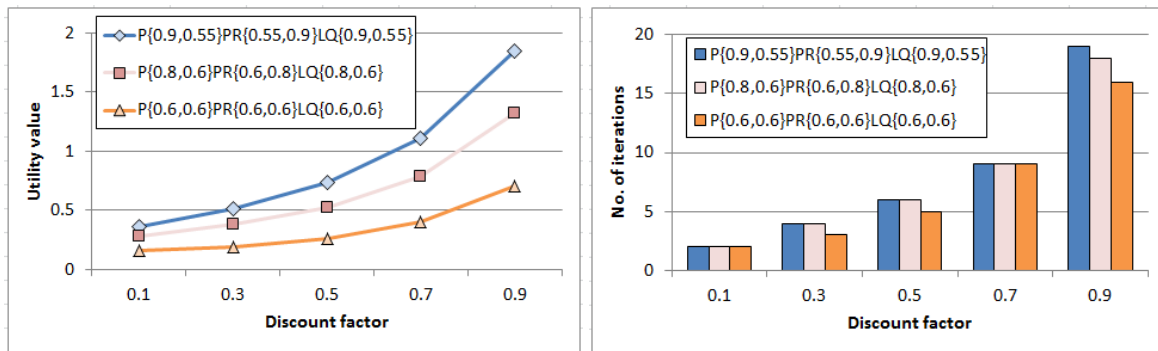 P{0.9,0.55}PR{0.55,0.9}LQ{0.9,0.55}
P{0.8,0.6}PR{0.6,0.8}LQ{0.8,0.6}
P{0.6,0.6}PR{0.6,0.6}LQ{0.6,0.6}
Utility value
2
1.5
1
0.5
0
0.1 0.3 0.5 0.7 0.9
Discount factor
P{0.9,0.55}PR{0.55,0.9}LQ{0.9,0.55}
P{0.8,0.6}PR{0.6,0.8}LQ{0.8,0.6}
P{0.6,0.6}PR{0.6,0.6}LQ{0.6,0.6}
No. of iterations
20
15
10
5
0
0.1 0.3 0.5 0.7 0.9
Discount factor